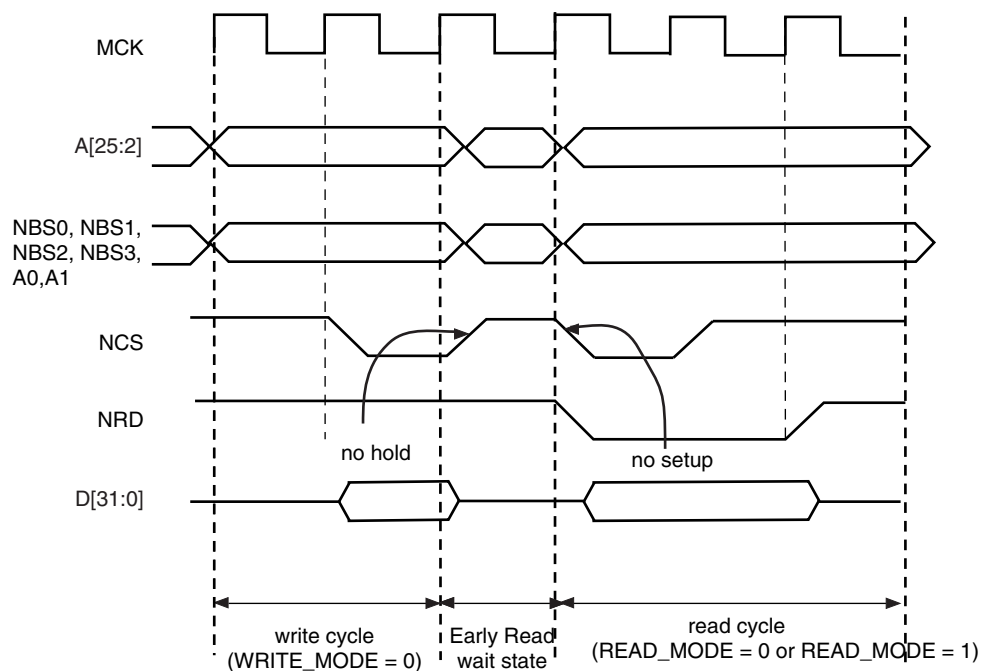 MCK
A[25:2]
NBS0, NBS1,
NBS2, NBS3,
A0,A1
NCS
NRD
no hold
no setup
D[31:0]
write cycle
(WRITE_MODE = 0)
Early Read
wait state
read cycle
(READ_MODE = 0 or READ_MODE = 1)